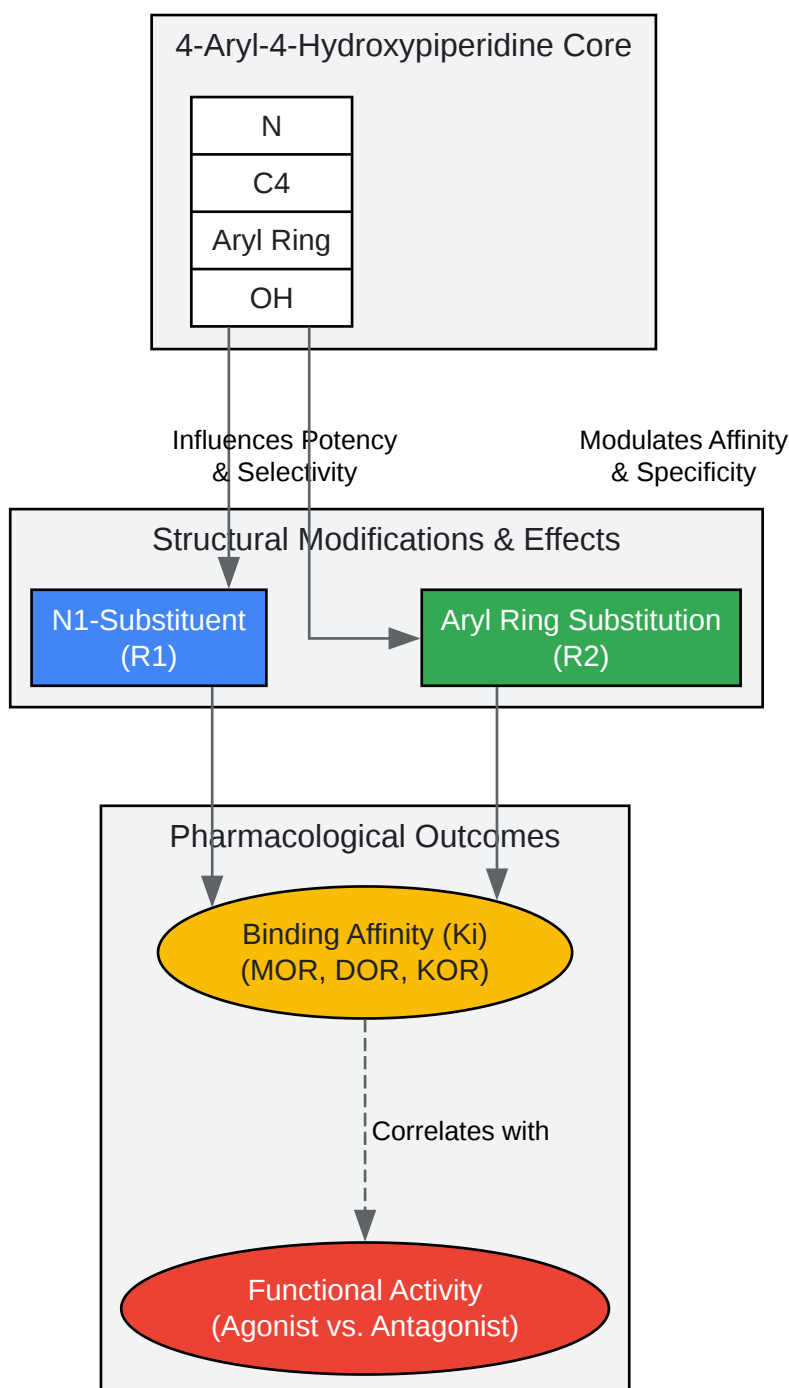 4-Aryl-4-Hydroxypiperidine Core
N
C4
Aryl Ring
OH
Influences Potency
& Selectivity
Modulates Affinity
& Specificity
Structural Modifications & Effects
N1-Substituent
(R1)
Aryl Ring Substitution
(R2)
Pharmacological Outcomes
Binding Affinity (Ki)
(MOR, DOR, KOR)
Correlates with
Functional Activity
(Agonist vs. Antagonist)